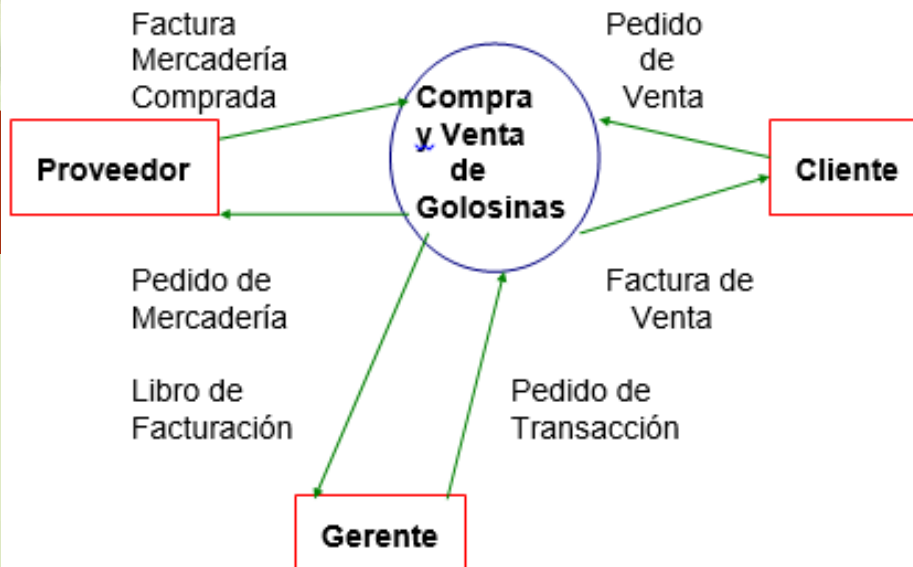 Factura
Mercadería
Comprada
Pedido
de
Venta
Compra
y Venta
de
Golosinas
Proveedor
Cliente
Pedido de
Mercadería
Factura de
Venta
Libro de
Facturación
Pedido de
Transacción
Gerente